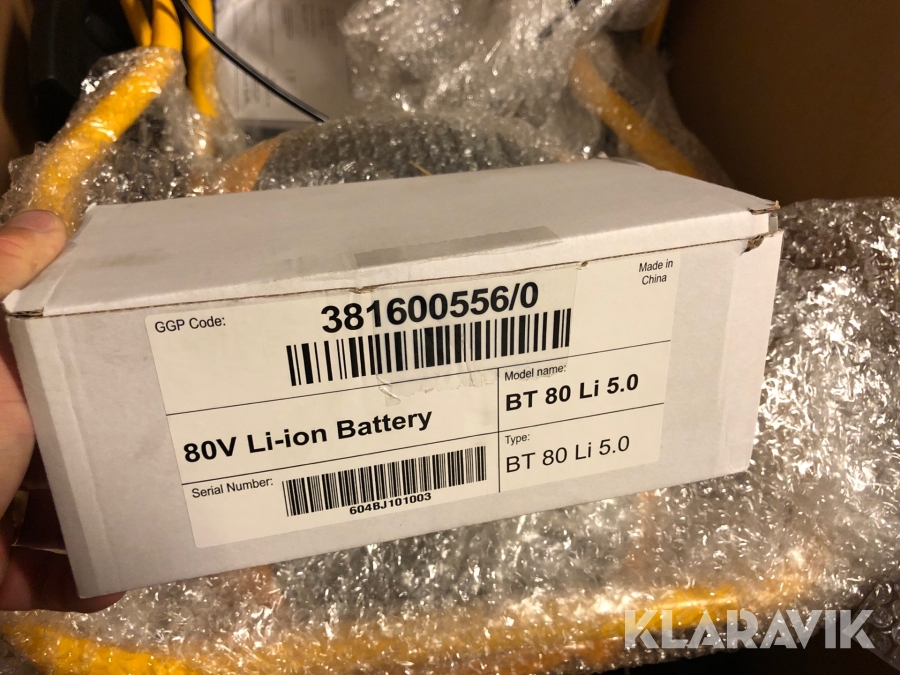 GGP Code:
381600556/0
Made in
China
80V Li-ion Battery
Model name:
BT 80 Li 5.0
Serial Number:
604BJ101003
Type:
BT 80 Li 5.0
KLARAVIK